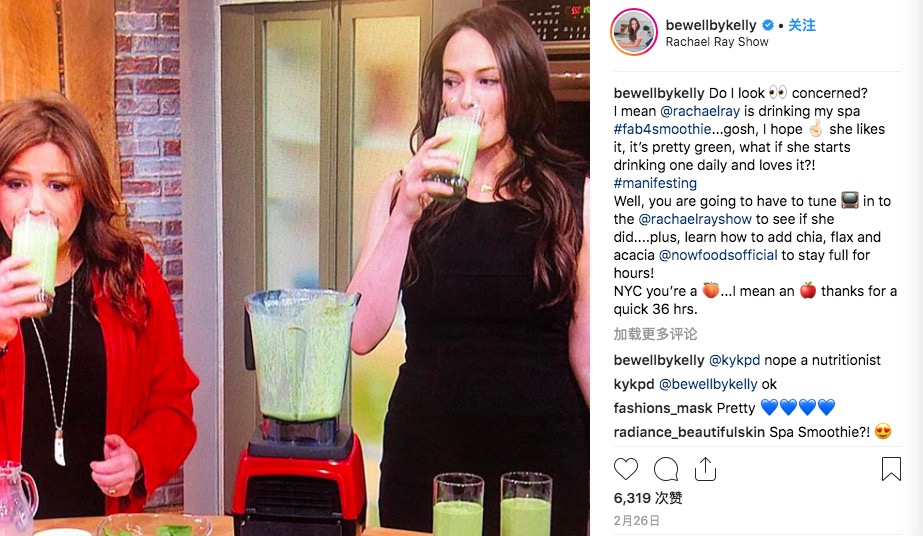 bewellbykelly • 关注
Rachael Ray Show
bewellbykelly Do I look 👀 concerned?
I mean @rachaelray is drinking my spa
#fab4smoothie...gosh, I hope 🤞🏻 she likes
it, it's pretty green, what if she starts
drinking one daily and loves it?!
#manifesting
Well, you are going to have to tune 📺 in to
the @rachaelrayshow to see if she
did....plus, learn how to add chia, flax and
acacia @nowfoodsofficial to stay full for
hours!
NYC you're a 🍑...I mean an 🍎 thanks for a
quick 36 hrs.
加载更多评论
bewellbykelly @kykpd nope a nutritionist
kykpd @bewellbykelly ok
fashions_mask Pretty 💙💙💙💙
radiance_beautifulskin Spa Smoothie?! 😍
6,319 次赞
2月26日